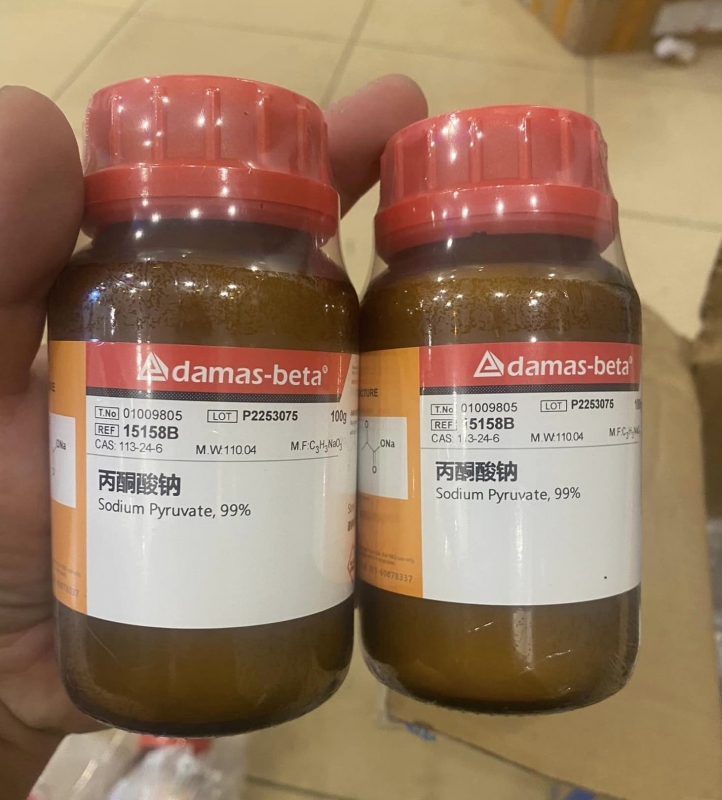 damas-beta®
T.No 01009805 LOT P2253075 100g
REF 15158B
CAS: 113-24-6 M.W:110.04 M.F:C₃H₃NaO₃
丙酮酸钠
Sodium Pyruvate, 99%
damas-beta®
T.No 01009805 LOT P2253075
REF 15158B
CAS: 113-24-6 M.W:110.04
丙酮酸钠
Sodium Pyruvate, 99%
ONa
O
O
60878337